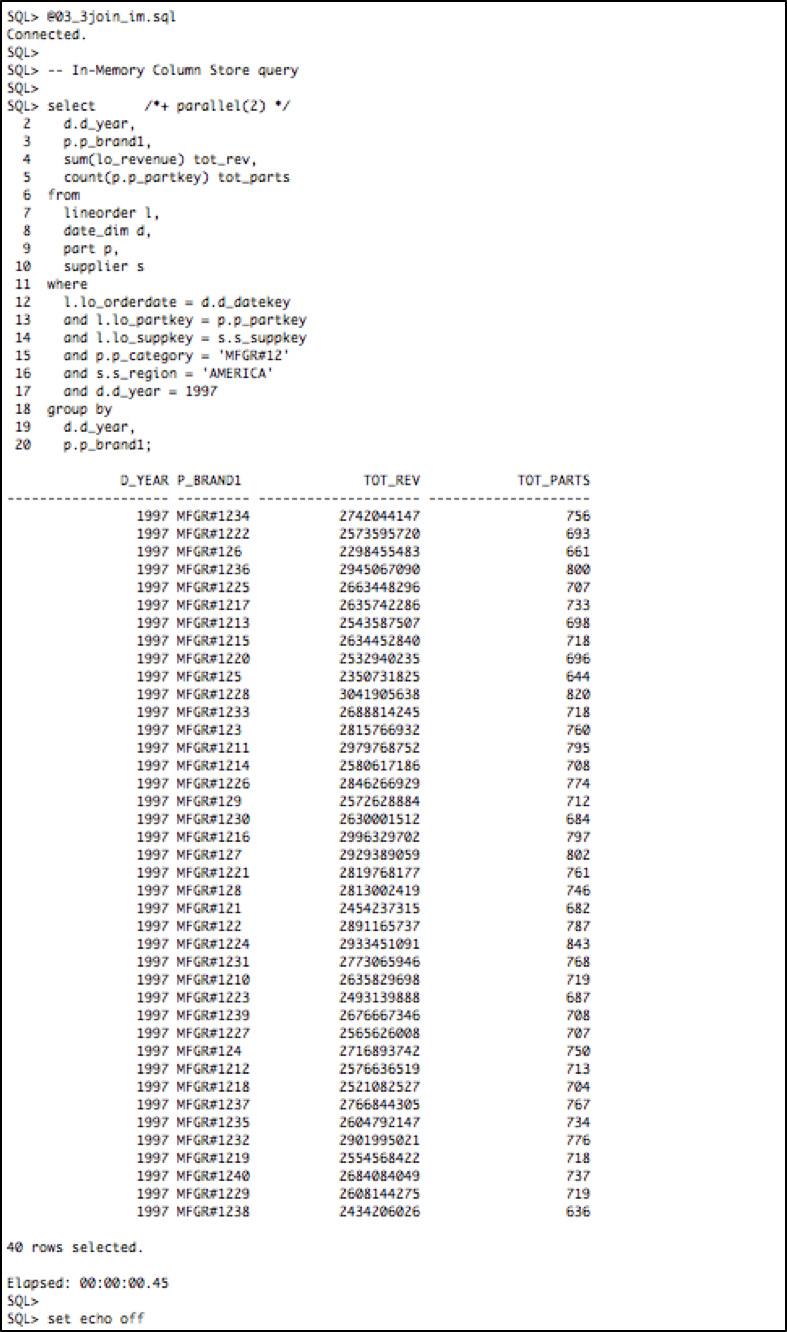 SQL> @03_3join_im.sql
Connected.
SQL>
SQL> -- In-Memory Column Store query
SQL>
SQL> select /*+ parallel(2) */
2 d.d_year,
3 p.p_brand1,
4 sum(lo_revenue) tot_rev,
5 count(p.p_partkey) tot_parts
6 from
7 lineorder l,
8 date_dim d,
9 part p,
10 supplier s
11 where
12 l.lo_orderdate = d.d_datekey
13 and l.lo_partkey = p.p_partkey
14 and l.lo_suppkey = s.s_suppkey
15 and p.p_category = 'MFGR#12'
16 and s.s_region = 'AMERICA'
17 and d.d_year = 1997
18 group by
19 d.d_year,
20 p.p_brand1;
D_YEAR P_BRAND1 TOT_REV TOT_PARTS
-------------------- --------- -------------------- --------------------
1997 MFGR#1234 2742044147 756
1997 MFGR#1222 2573595720 693
1997 MFGR#126 2298455483 661
1997 MFGR#1236 2945067090 800
1997 MFGR#1225 2663448296 707
1997 MFGR#1217 2635742286 733
1997 MFGR#1213 2543587507 698
1997 MFGR#1215 2634452840 718
1997 MFGR#1220 2532940235 696
1997 MFGR#125 2350731825 644
1997 MFGR#1228 3041905638 820
1997 MFGR#1233 2688814245 718
1997 MFGR#123 2815766932 760
1997 MFGR#1211 2979768752 795
1997 MFGR#1214 2580617186 708
1997 MFGR#1226 2846266929 774
1997 MFGR#129 2572628884 712
1997 MFGR#1230 2630001512 684
1997 MFGR#1216 2996329702 797
1997 MFGR#127 2929389059 802
1997 MFGR#1221 2819768177 761
1997 MFGR#128 2813002419 746
1997 MFGR#121 2454237315 682
1997 MFGR#122 2891165737 787
1997 MFGR#1224 2933451091 843
1997 MFGR#1231 2773065946 768
1997 MFGR#1210 2635829698 719
1997 MFGR#1223 2493139888 687
1997 MFGR#1239 2676667346 708
1997 MFGR#1227 2565626008 707
1997 MFGR#124 2716893742 750
1997 MFGR#1212 2576636519 713
1997 MFGR#1218 2521082527 704
1997 MFGR#1237 2766844305 767
1997 MFGR#1235 2604792147 734
1997 MFGR#1232 2901995021 776
1997 MFGR#1219 2554568422 718
1997 MFGR#1240 2684084049 737
1997 MFGR#1229 2608144275 719
1997 MFGR#1238 2434206026 636
40 rows selected.
Elapsed: 00:00:00.45
SQL>
SQL> set echo off